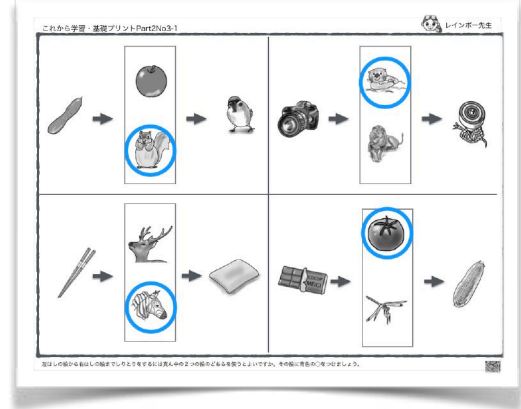 これから学習・基礎プリントPart2No3-1
レインボー先生
左はしの絵から右はしの絵までしりとりをするには真ん中の2つの絵のどちらを使うとよいですか。その絵に青色の○をつけましょう。